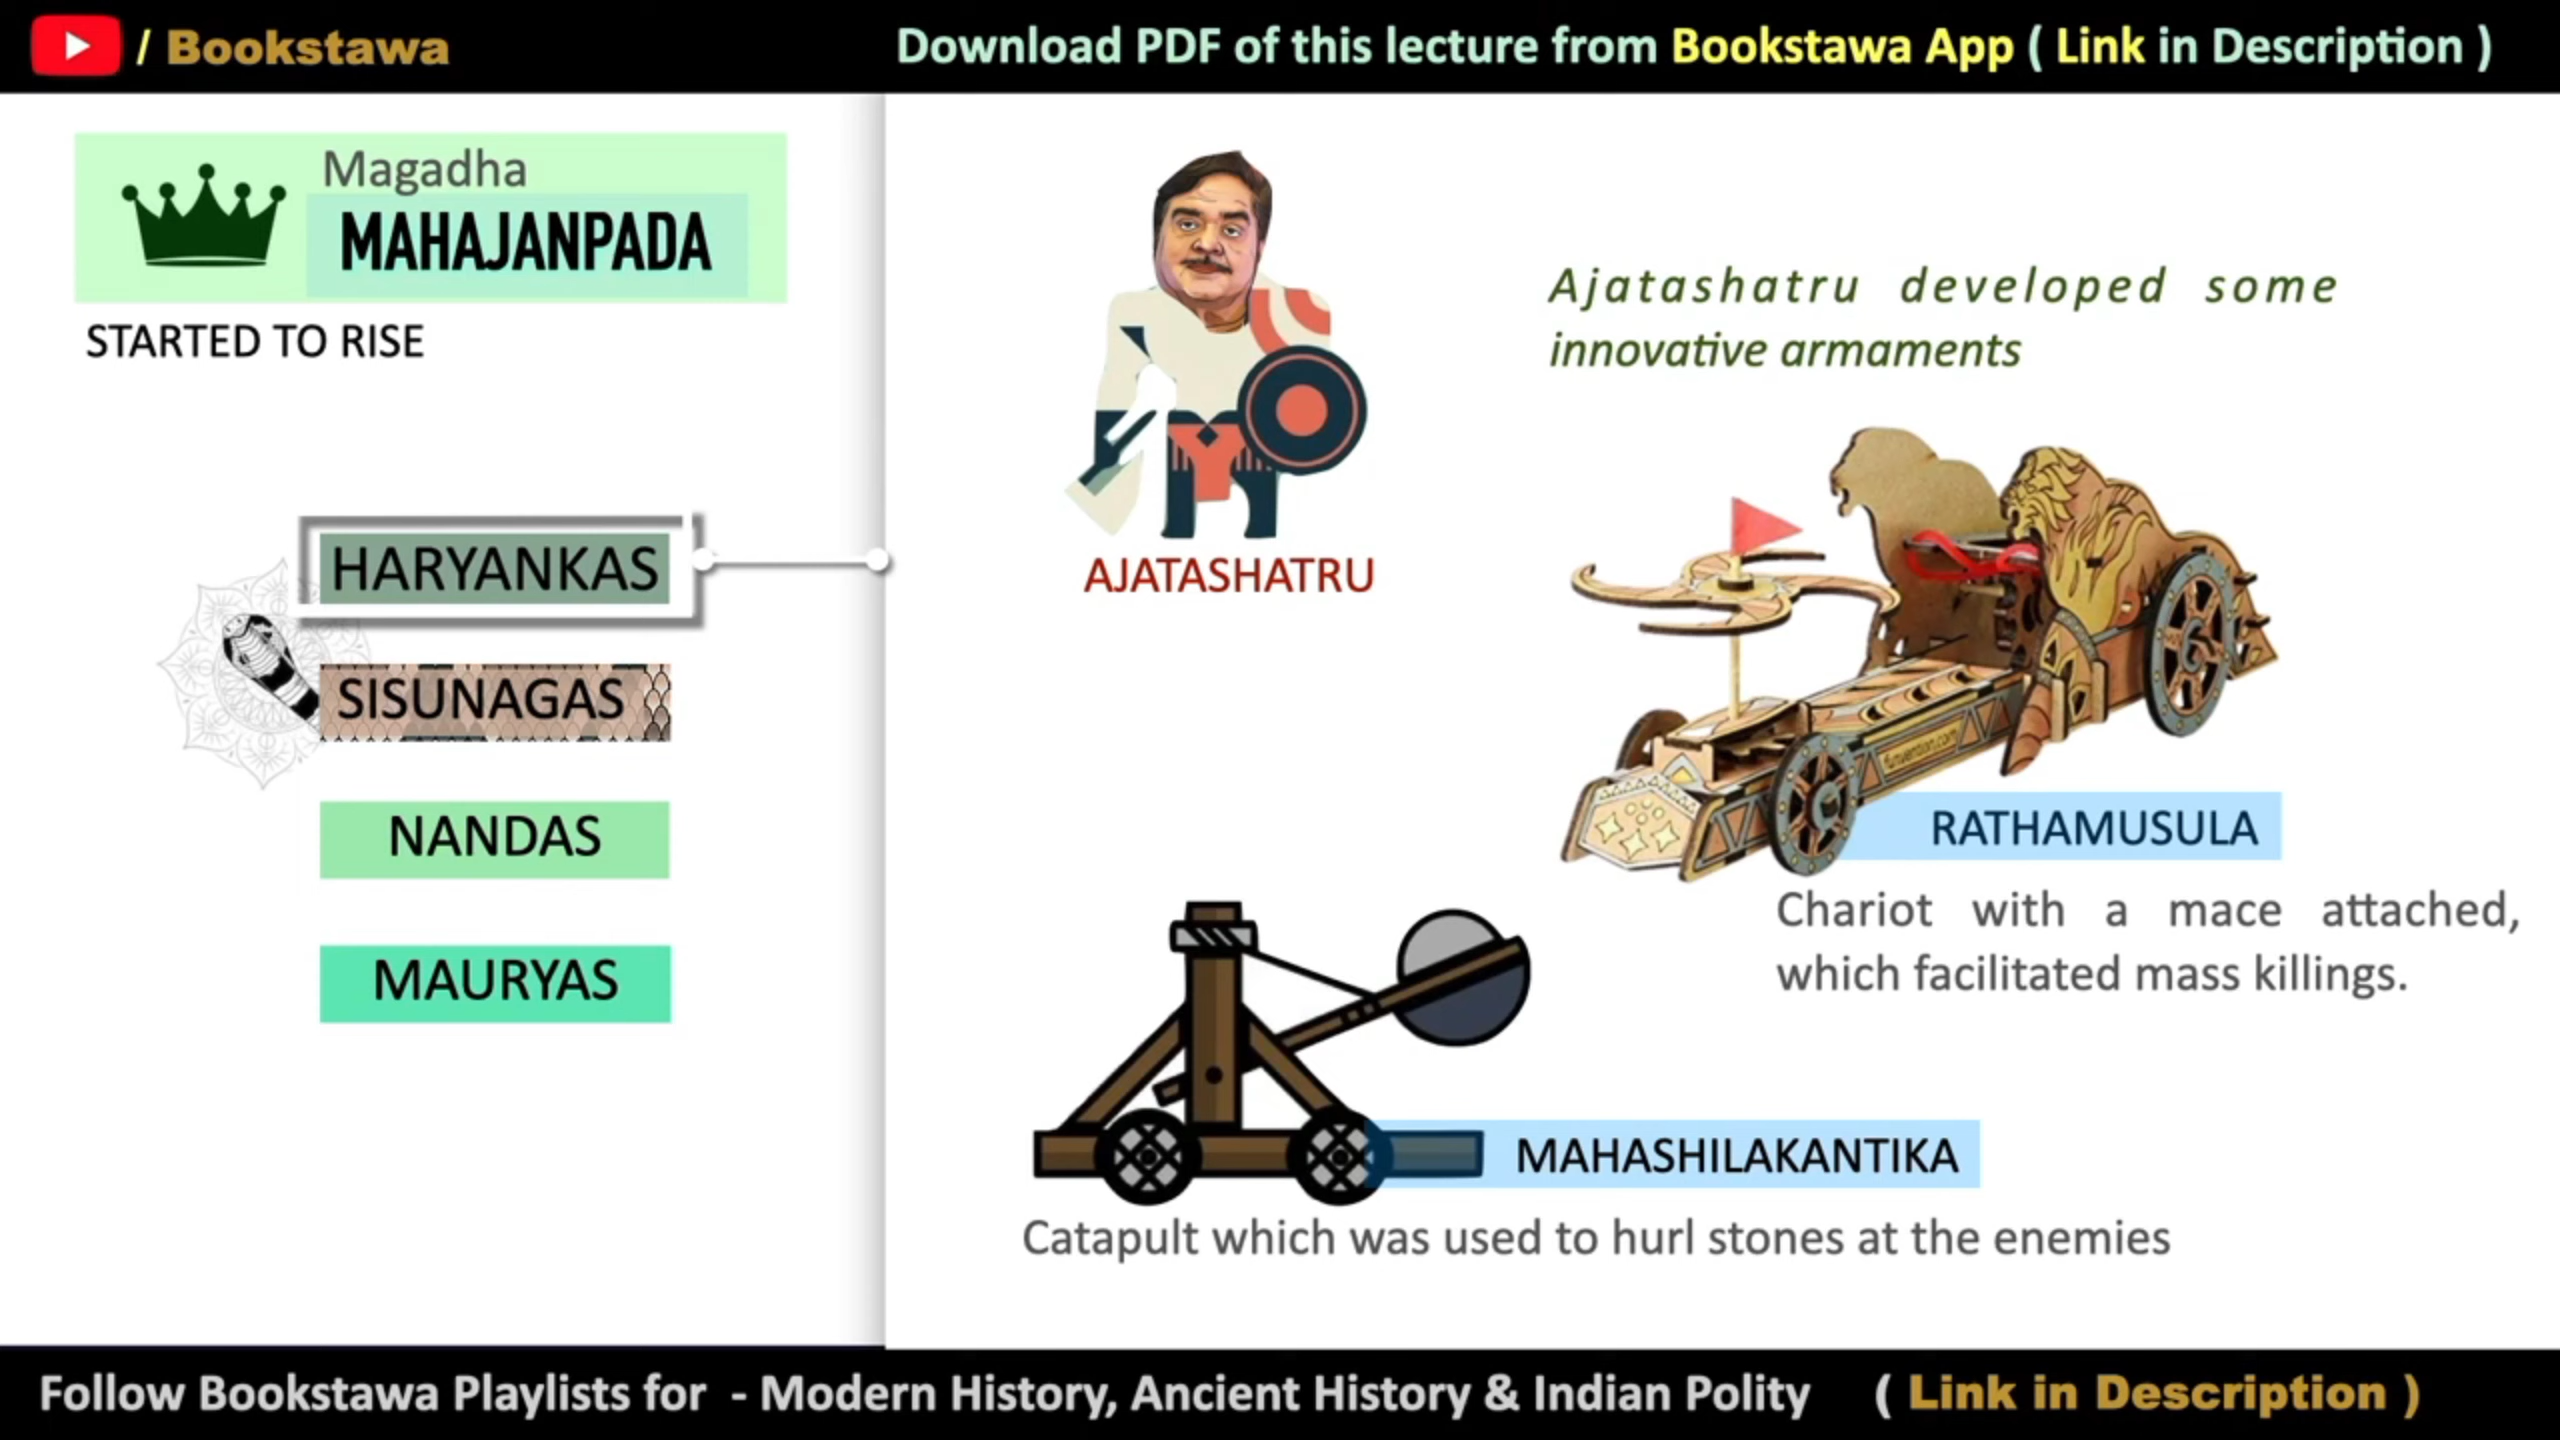 / Bookstawa
Download PDF of this lecture from Bookstawa App ( Link in Description )
Magadha
MAHAJANPADA
STARTED TO RISE
HARYANKAS
SISUNAGAS
NANDAS
MAURYAS
AJATASHATRU
Ajatashatru developed some
innovative armaments
funvention.com
RATHAMUSULA
Chariot with a mace attached,
which facilitated mass killings.
MAHASHILAKANTIKA
Catapult which was used to hurl stones at the enemies
Follow Bookstawa Playlists for - Modern History, Ancient History & Indian Polity ( Link in Description )